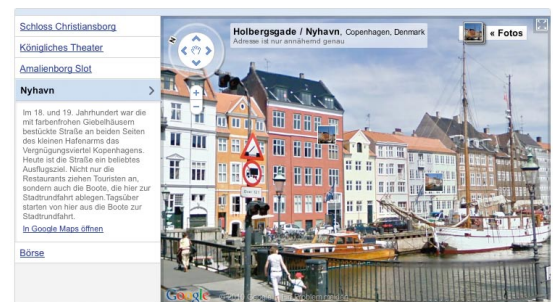 Schloss Christiansborg
Königliches Theater
Amalienborg Slot
Nyhavn
Im 18. und 19. Jahrhundert war die
mit farbenfrohen Giebelhäusern
bestückte Straße an beiden Seiten
des kleinen Hafenarms das
Vergnügungsviertel Kopenhagens.
Heute ist die Straße ein beliebtes
Ausflugsziel. Nicht nur die
Restaurants ziehen Touristen an,
sondern auch die Boote, die hier zur
Stadtrundfahrt ablegen.Tagsüber
starten von hier aus die Boote zur
Stadtrundfahrt.
In Google Maps öffnen
Börse
Holbergsgade / Nyhavn, Copenhagen, Denmark
Adresse ist nur annähernd genau
« Fotos
Google